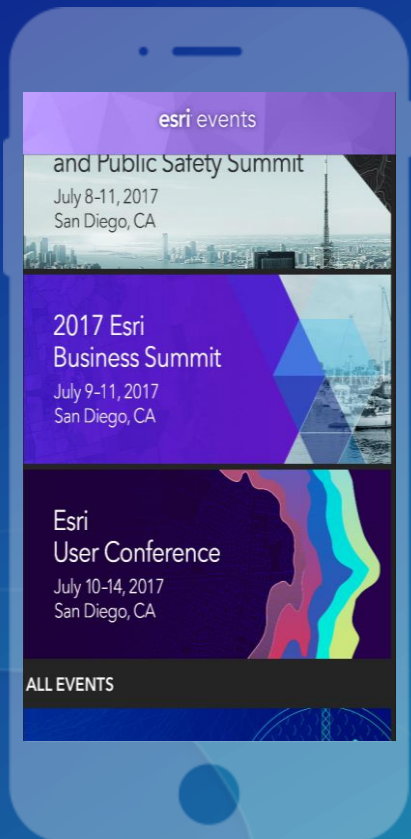 esri events
and Public Safety Summit
July 8-11, 2017
San Diego, CA
2017 Esri
Business Summit
July 9-11, 2017
San Diego, CA
Esri
User Conference
July 10-14, 2017
San Diego, CA
ALL EVENTS